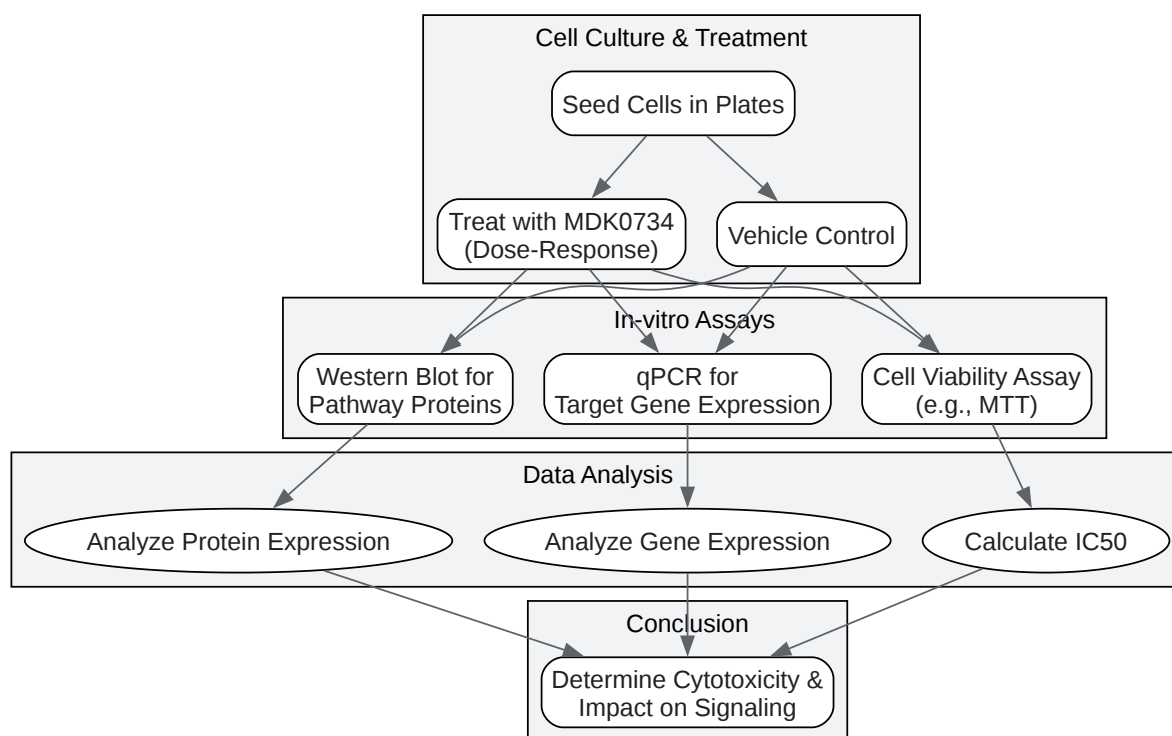 Cell Culture & Treatment
Seed Cells in Plates
Treat with MDK0734
(Dose-Response)
Vehicle Control
In-vitro Assays
Western Blot for
Pathway Proteins
qPCR for
Target Gene Expression
Cell Viability Assay
(e.g., MTT)
Data Analysis
Analyze Protein Expression
Analyze Gene Expression
Calculate IC50
Conclusion
Determine Cytotoxicity &
Impact on Signaling